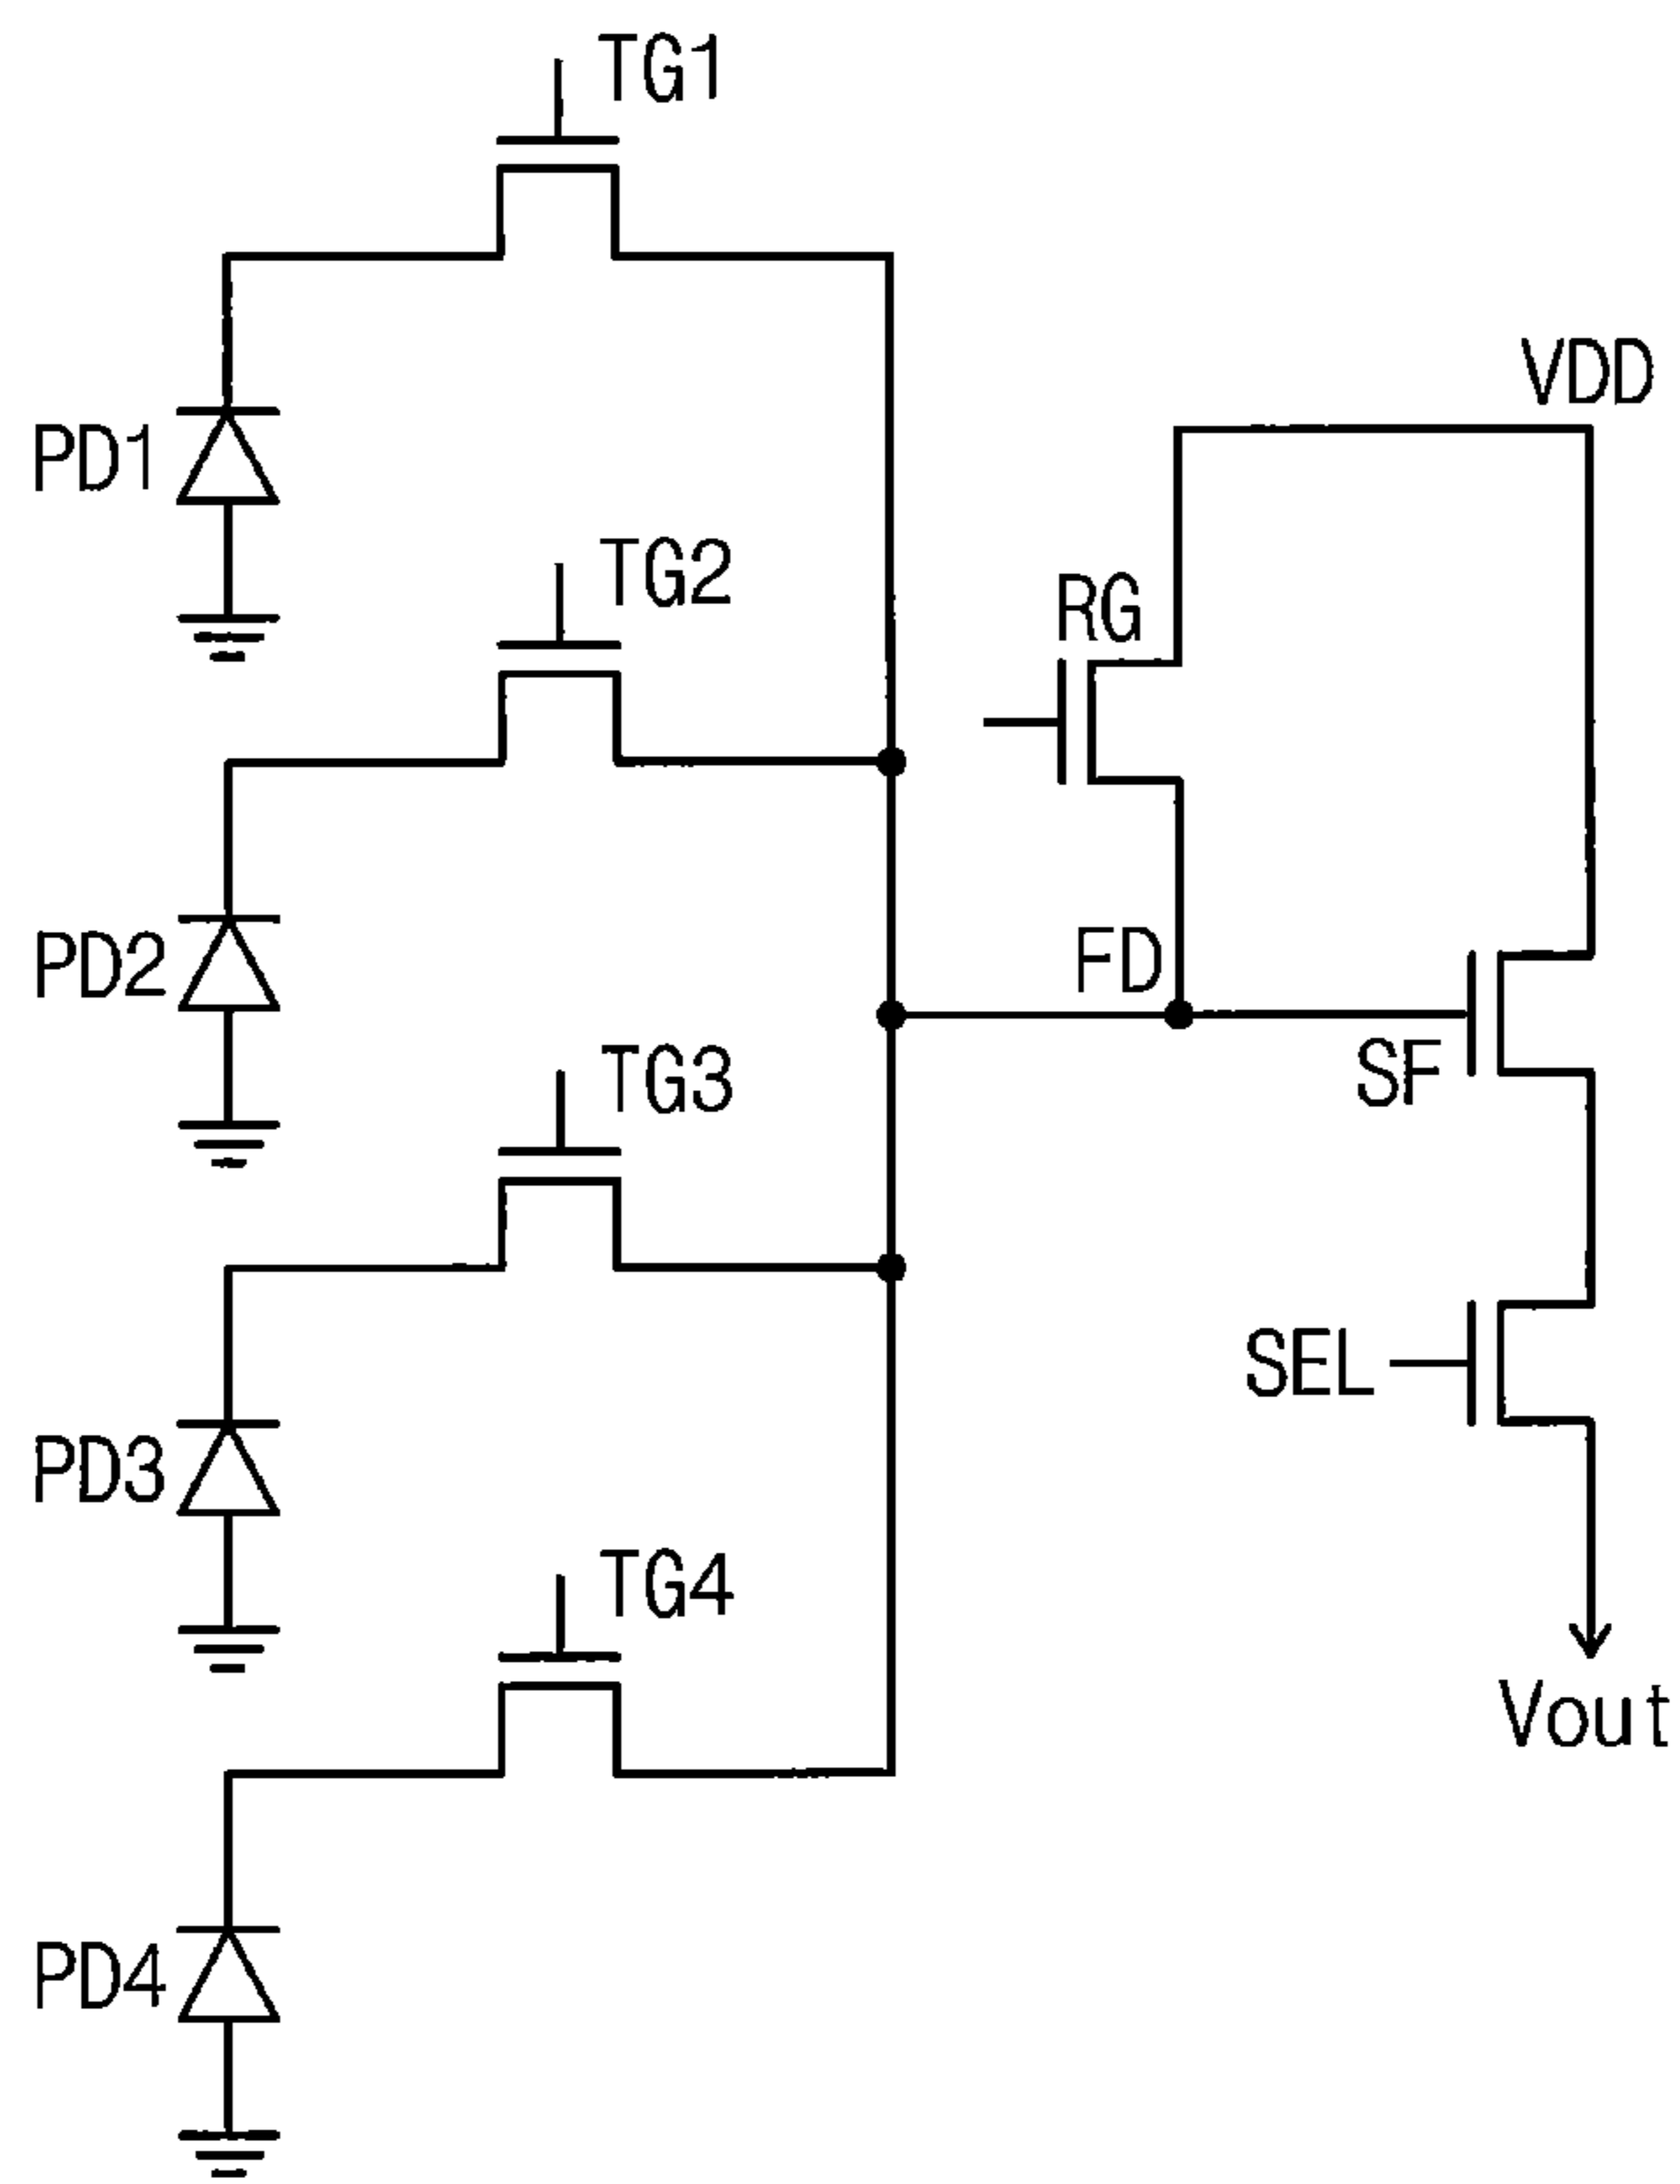 TG1
VDD
PD1
TG2
RG
PD2
FD
TG3
SF
SEL
PD3
TG4
Vout
PD4